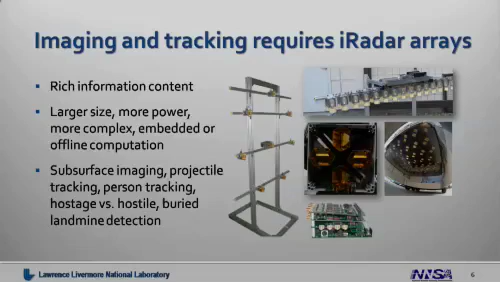 Imaging and tracking requires iRadar arrays
Rich information content
Larger size, more power,
more complex, embedded or
offline computation
Subsurface imaging, projectile
tracking, person tracking,
hostage vs. hostile, buried
landmine detection
Lawrence Livermore National Laboratory
NNSA
6